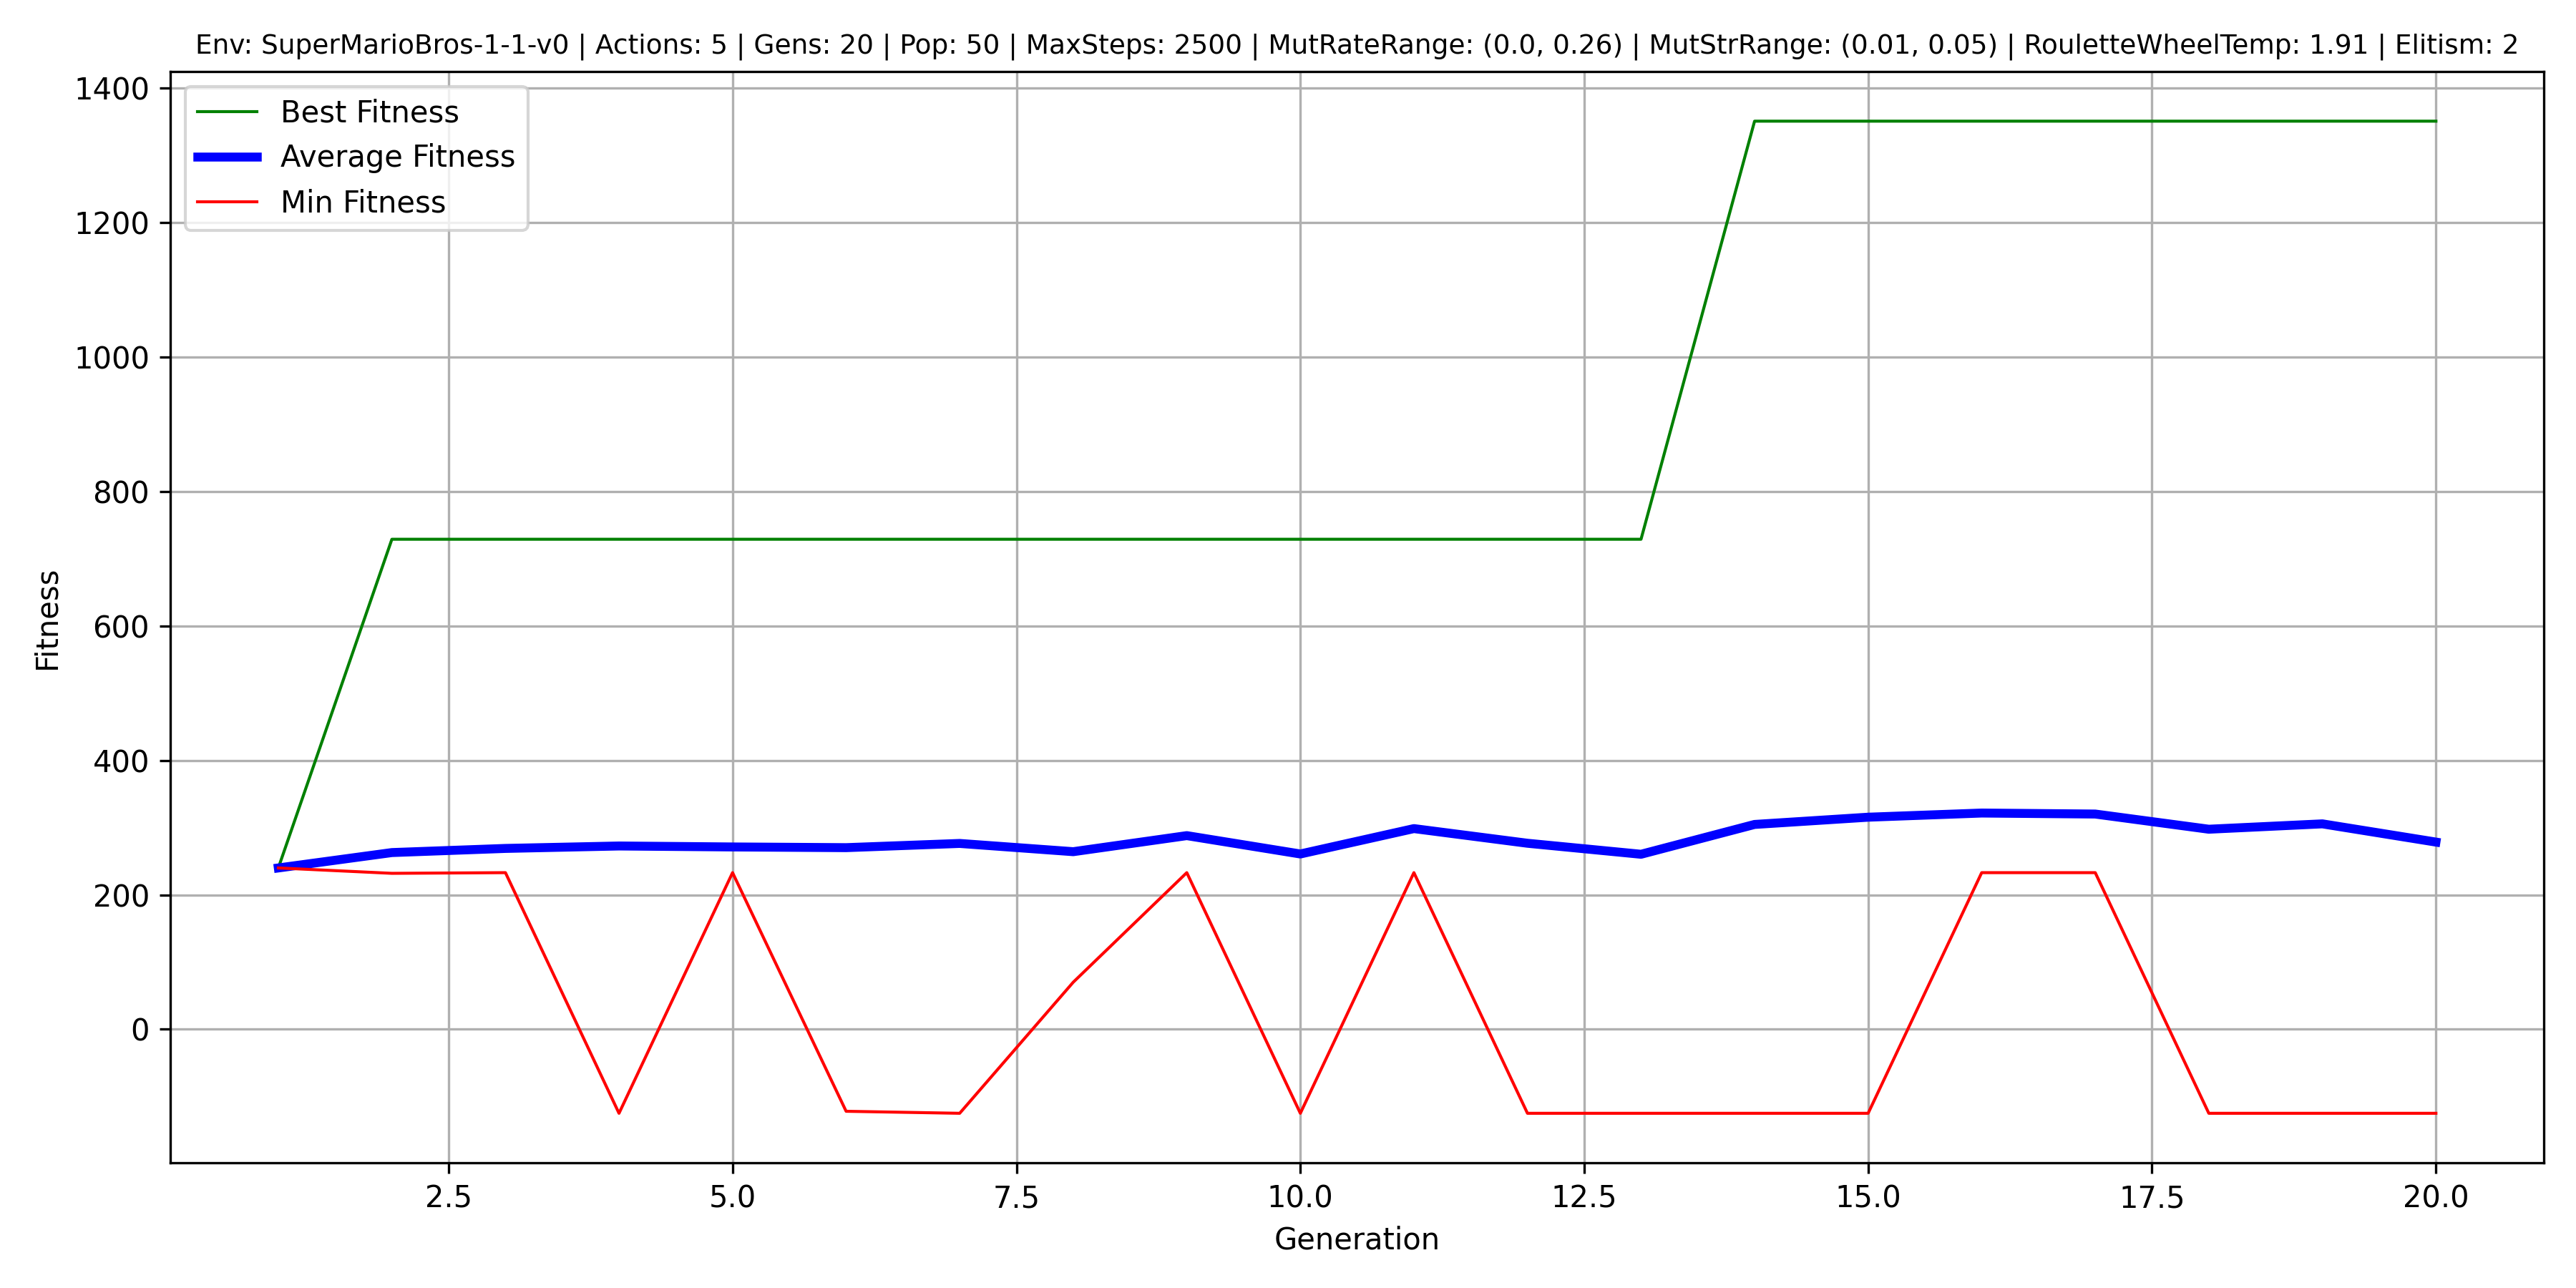 Env: SuperMarioBros-1-1-v0 | Actions: 5 | Gens: 20 | Pop: 50 | MaxSteps: 2500 | MutRateRange: (0.0, 0.26) | MutStrRange: (0.01, 0.05) | RouletteWheelTemp: 1.91 | Elitism: 2
Best Fitness
Average Fitness
Min Fitness
1400
1200
1000
800
600
400
200
0
Fitness
2.5 5.0 7.5 10.0 12.5 15.0 17.5 20.0
Generation